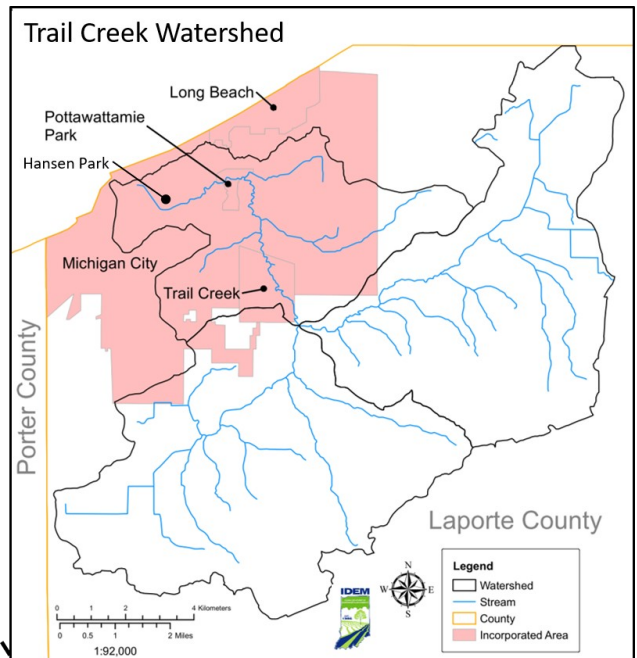 Trail Creek Watershed
Long Beach
Pottawattamie
Park
Hansen Park
Michigan City
Trail Creek
Porter County
Laporte County
N
W E
S
Legend
Watershed
Stream
County
Incorporated Area
IDEM
0 1 2 4 Kilometers
0 0.5 1 2 Miles
1:92,000